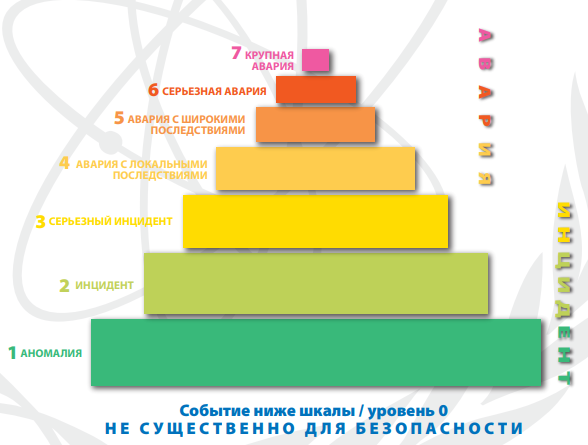 7 КРУПНАЯ
АВАРИЯ
6 СЕРЬЕЗНАЯ АВАРИЯ
5 АВАРИЯ С ШИРОКИМИ
ПОСЛЕДСТВИЯМИ
4 АВАРИЯ С ЛОКАЛЬНЫМИ
ПОСЛЕДСТВИЯМИ
3 СЕРЬЕЗНЫЙ ИНЦИДЕНТ
2 ИНЦИДЕНТ
1 АНОМАЛИЯ
АВАРИЯ
ИНЦИДЕНТ
Событие ниже шкалы / уровень 0
НЕ СУЩЕСТВЕННО ДЛЯ БЕЗОПАСНОСТИ